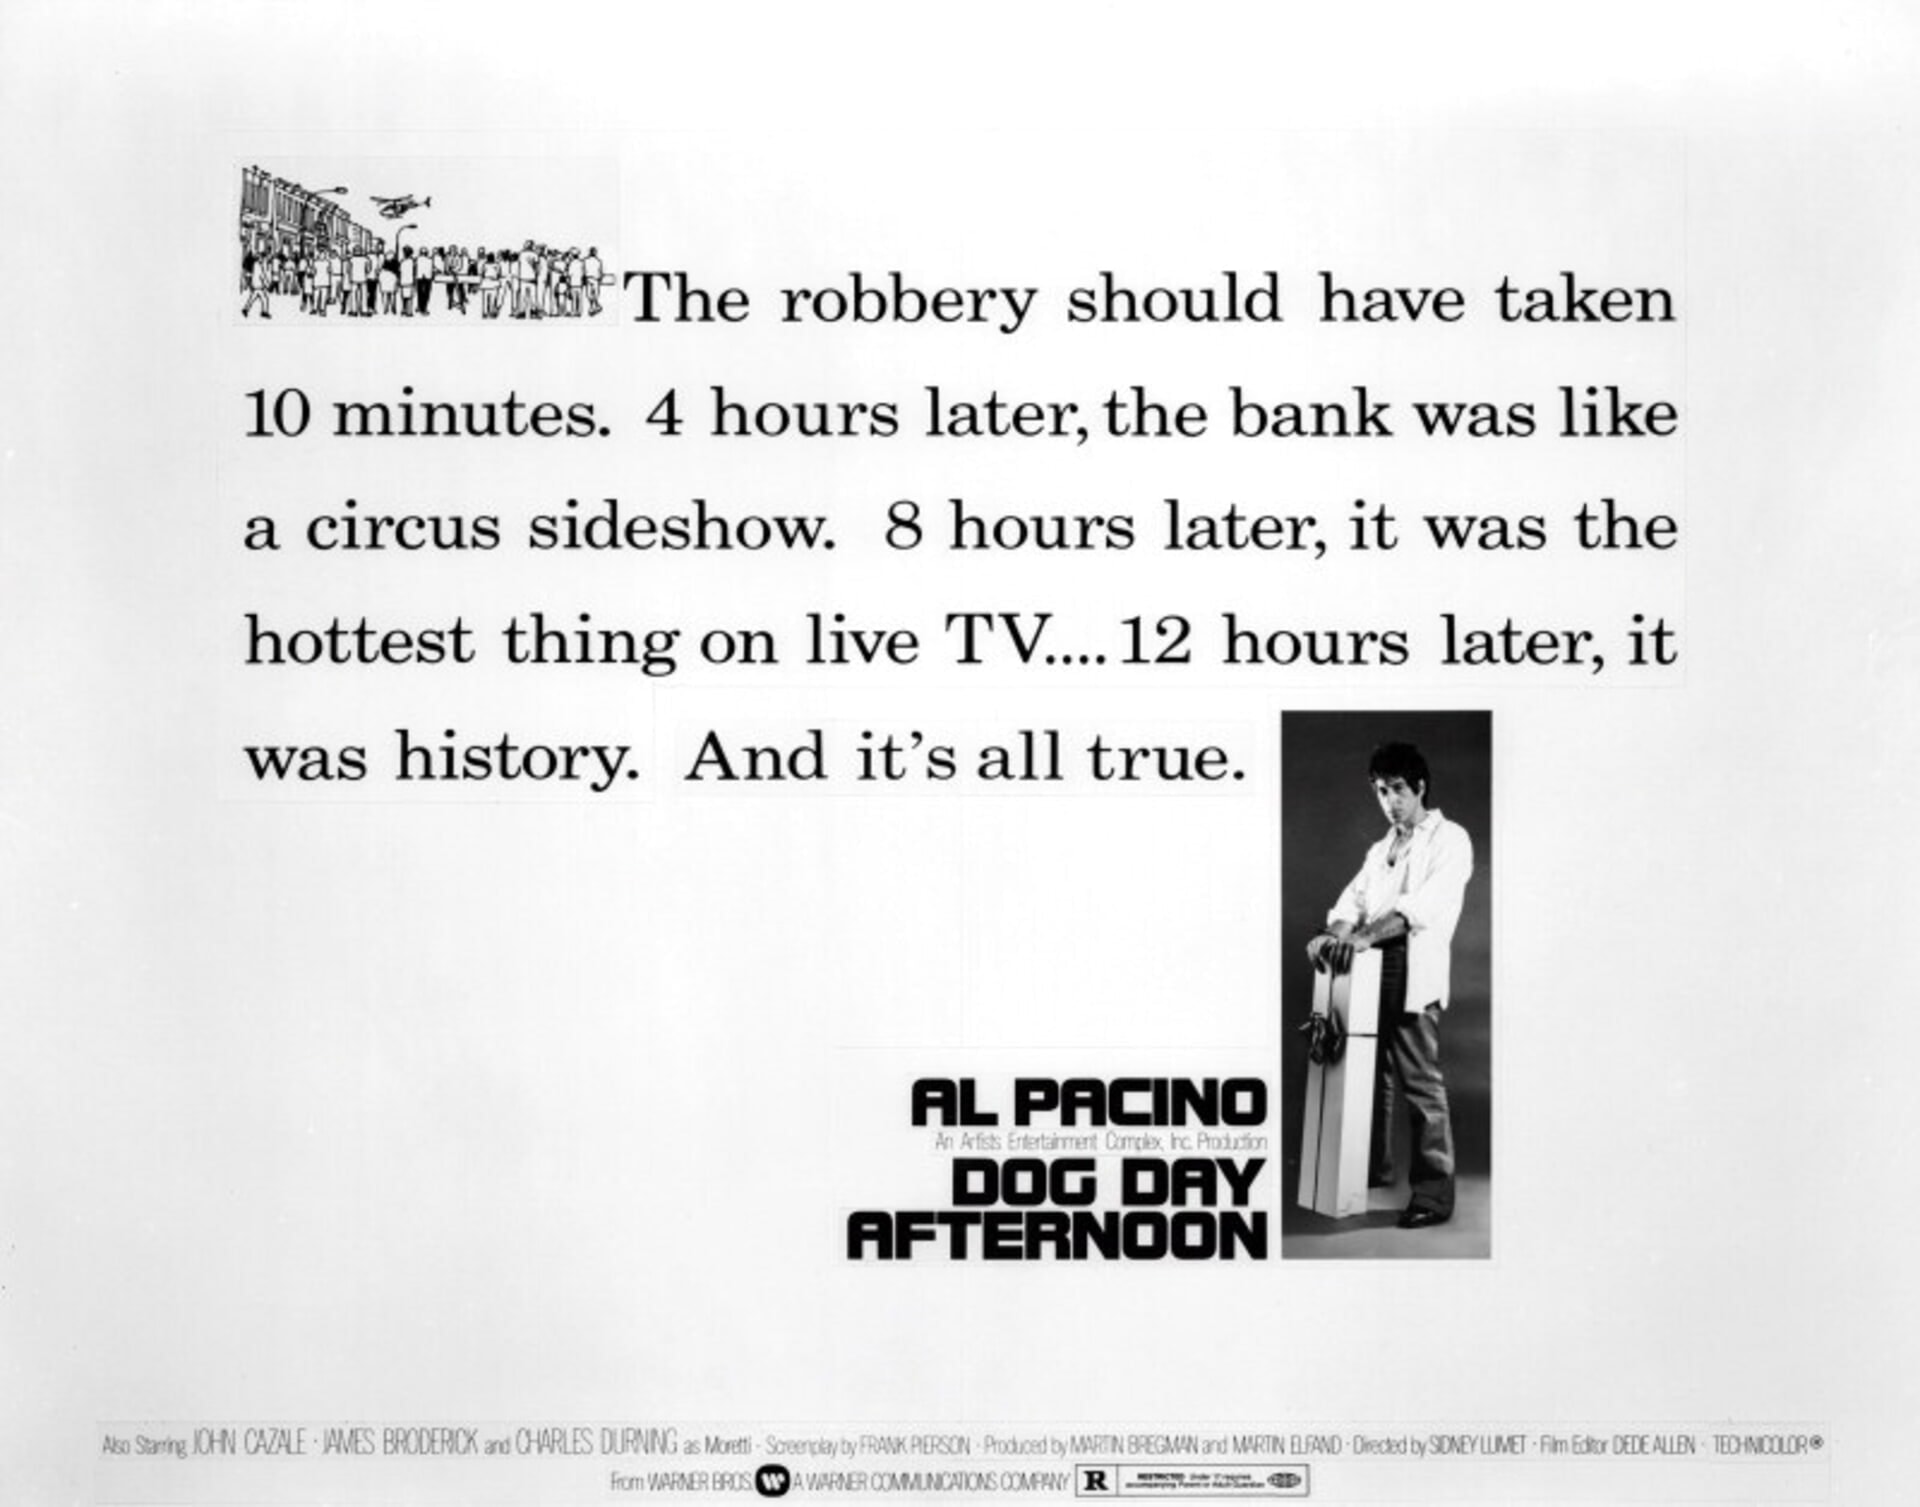 The robbery should have taken
10 minutes. 4 hours later, the bank was like
a circus sideshow. 8 hours later, it was the
hottest thing on live TV....12 hours later, it
was history. And it's all true.
AL PACINO
An Artists Entertainment Complex, Inc. Production
DOG DAY
AFTERNOON
Also Starring JOHN CAZALE · JAMES BRODERICK and CHARLES DURNING as Moretti · Screenplay by FRANK PIERSON · Produced by MARTIN BREGMAN and MARTIN ELFAND · Directed by SIDNEY LUMET · Film Editor DEDE ALLEN · TECHNICOLOR®
From WARNER BROS. A WARNER COMMUNICATIONS COMPANY R RESTRICTED